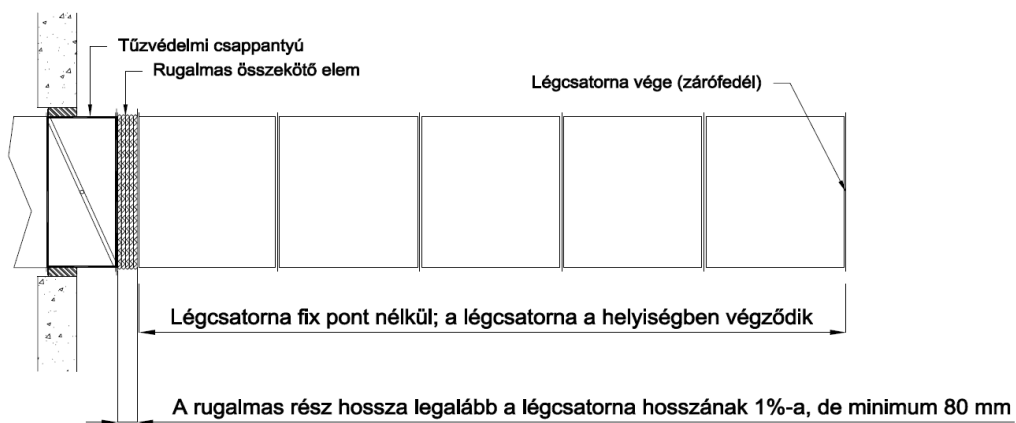 Tűzvédelmi csappantyú
Rugalmas összekötő elem
Légcsatorna vége (zárófedél)
Légcsatorna fix pont nélkül; a légcsatorna a helyiségben végződik
A rugalmas rész hossza legalább a légcsatorna hosszának 1%-a, de minimum 80 mm